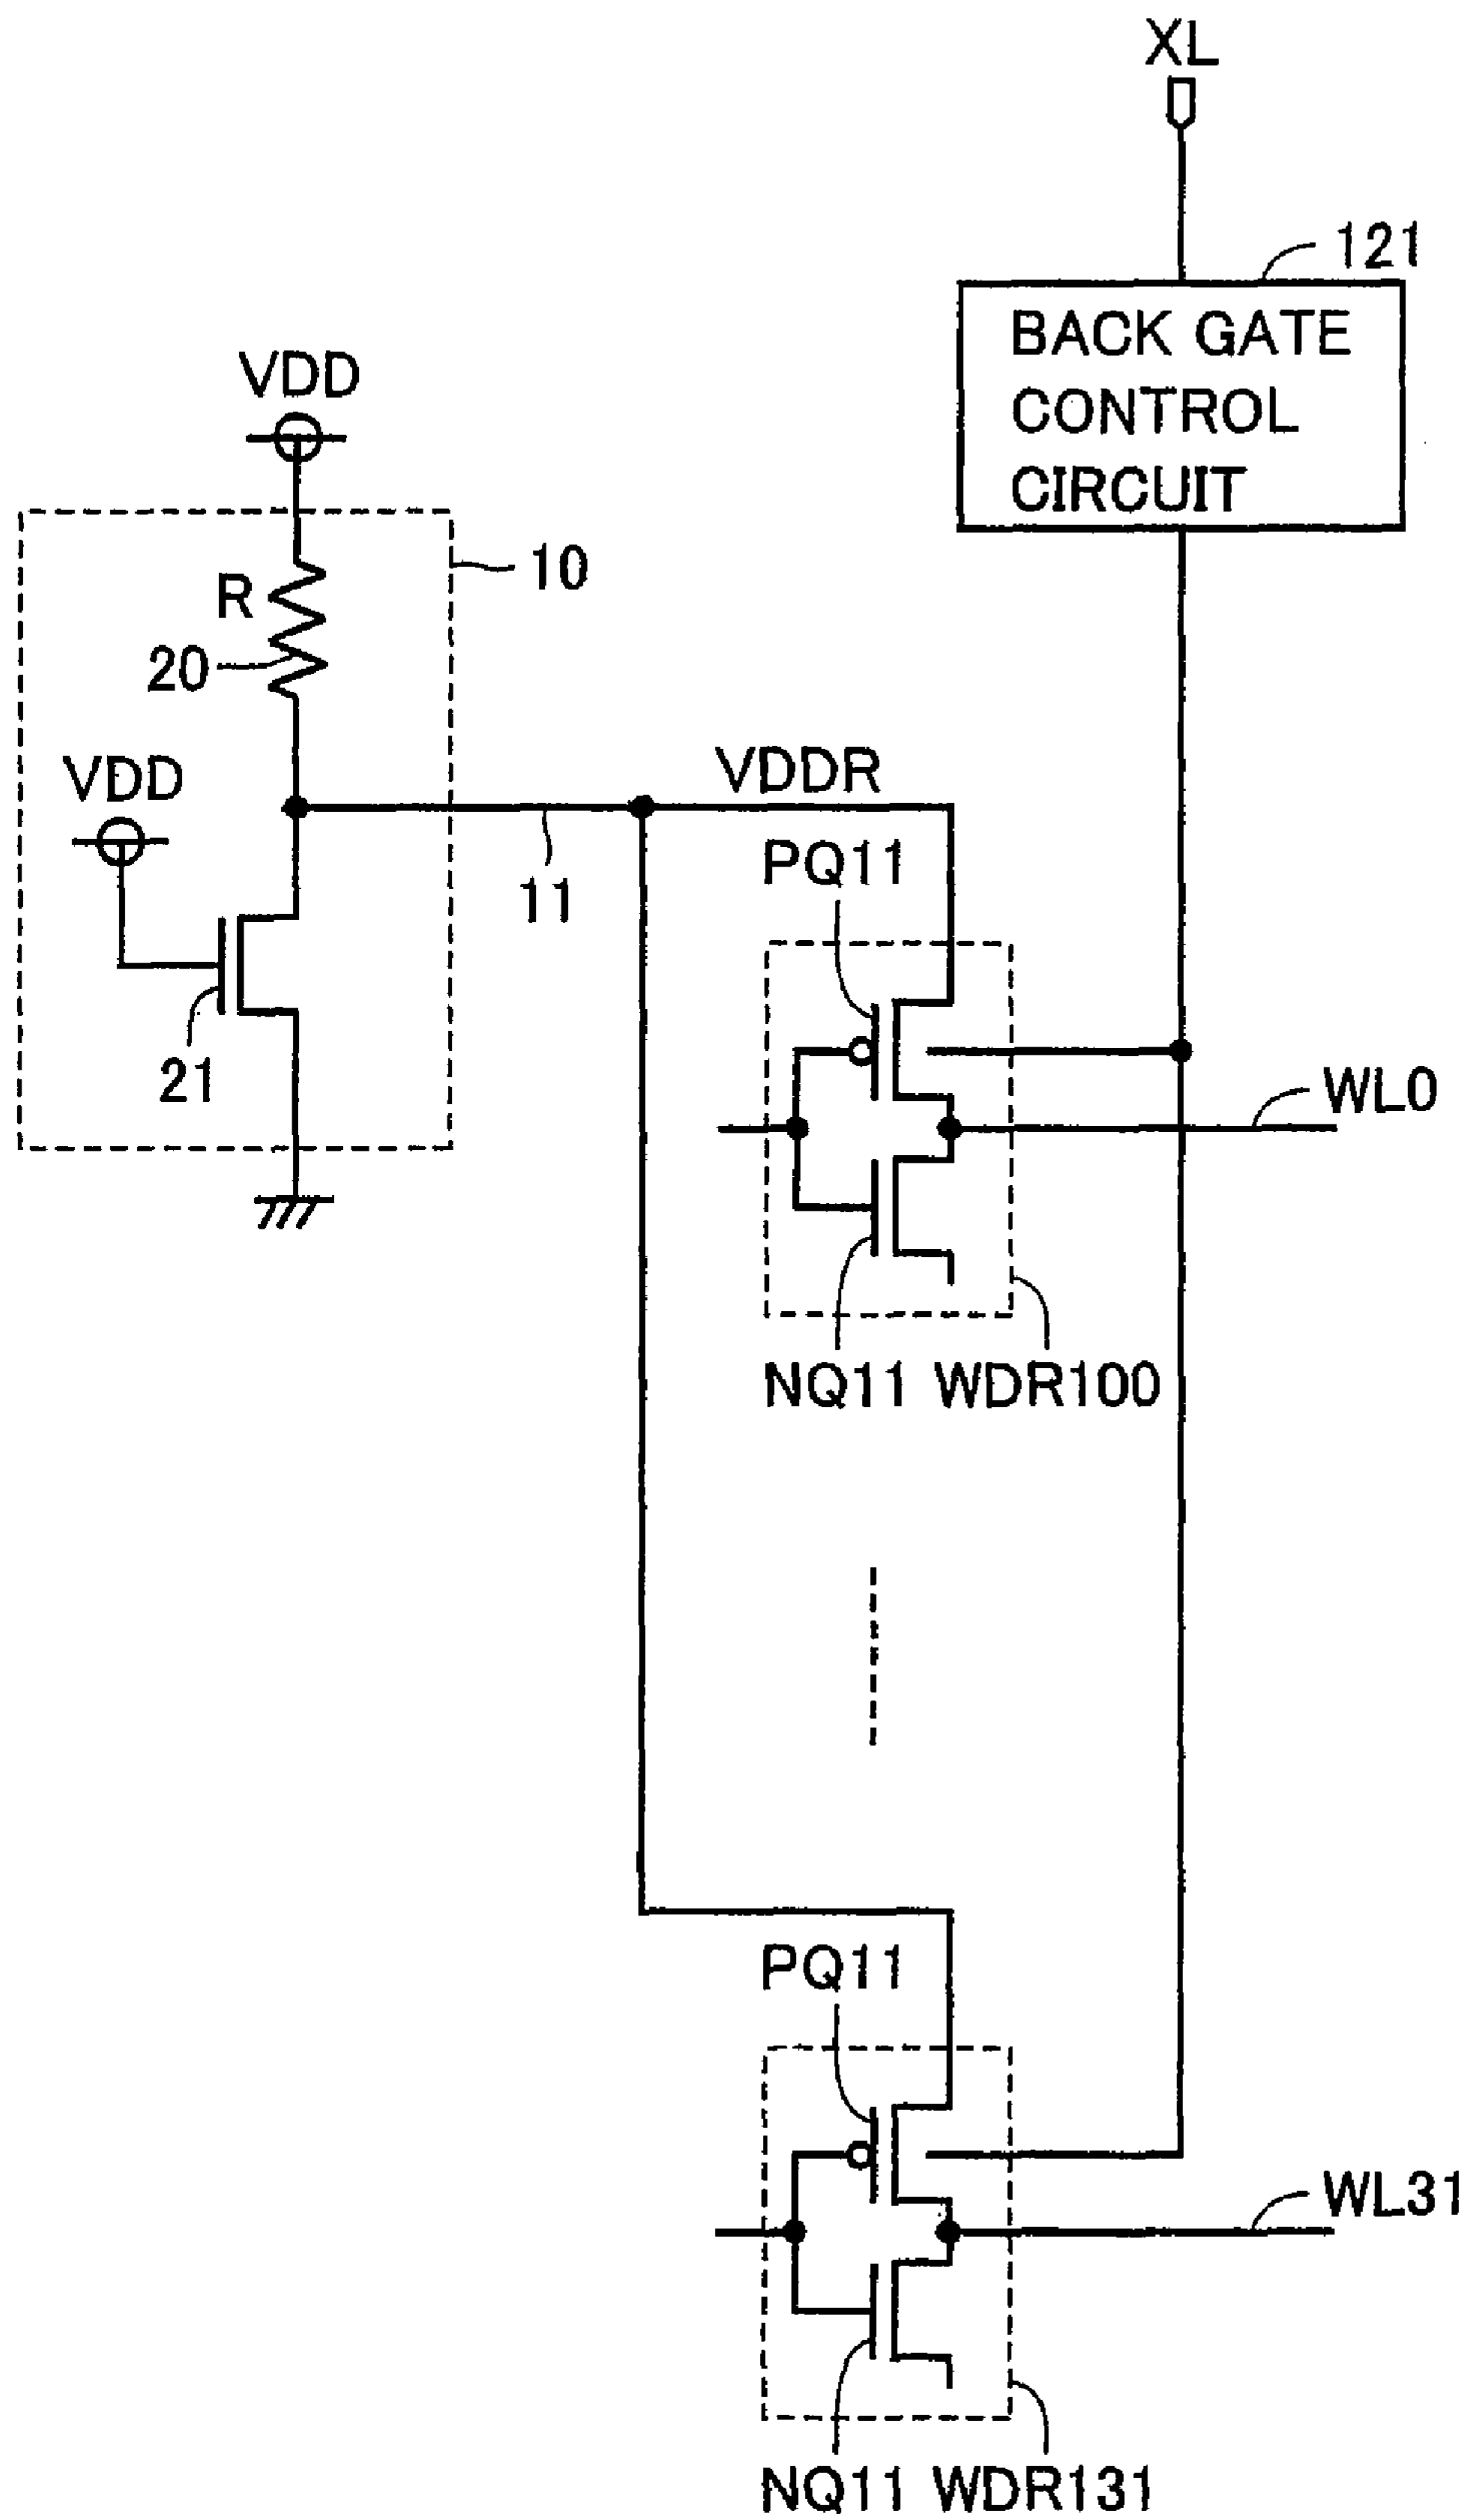 XL
121
BACK GATE
CONTROL
CIRCUIT
VDD
10
R
20
VDD
VDDR
PQ11
11
21
WL0
NQ11 WDR100
PQ11
WL31
NQ11 WDR131